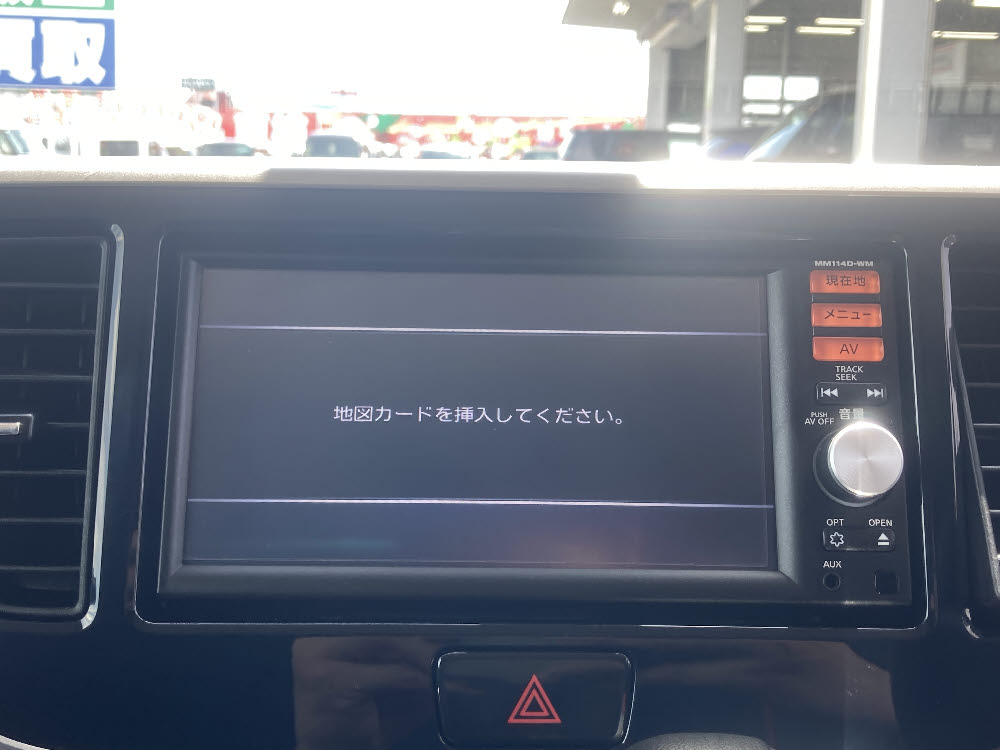 買取
MM114D-WM
現在地
メニュー
AV
TRACK
SEEK
地図カードを挿入してください。
PUSH
AV OFF
音量
OPT
OPEN
AUX